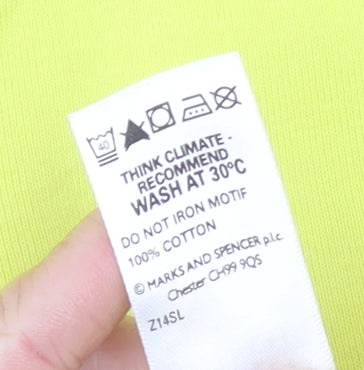 40
THINK CLIMATE -
RECOMMEND
WASH AT 30°C
DO NOT IRON MOTIF
100% COTTON
© MARKS AND SPENCER p.l.c.
Chester CH99 9QS
Z14SL